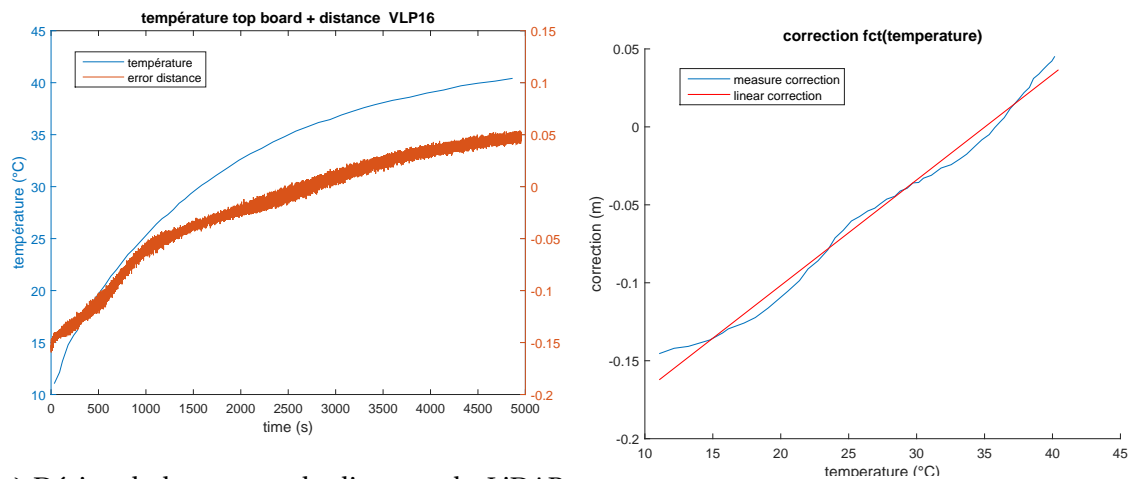 température top board + distance VLP16
45
40
35
30
25
20
15
10
température (°C)
température
error distance
0.15
0.1
0.05
0
-0.05
-0.1
-0.15
-0.2
0 500 1000 1500 2000 2500 3000 3500 4000 4500 5000
time (s)
correction fct(temperature)
0.05
0
-0.05
-0.1
-0.15
-0.2
correction (m)
measure correction
linear correction
10 15 20 25 30 35 40 45
temperature (°C)